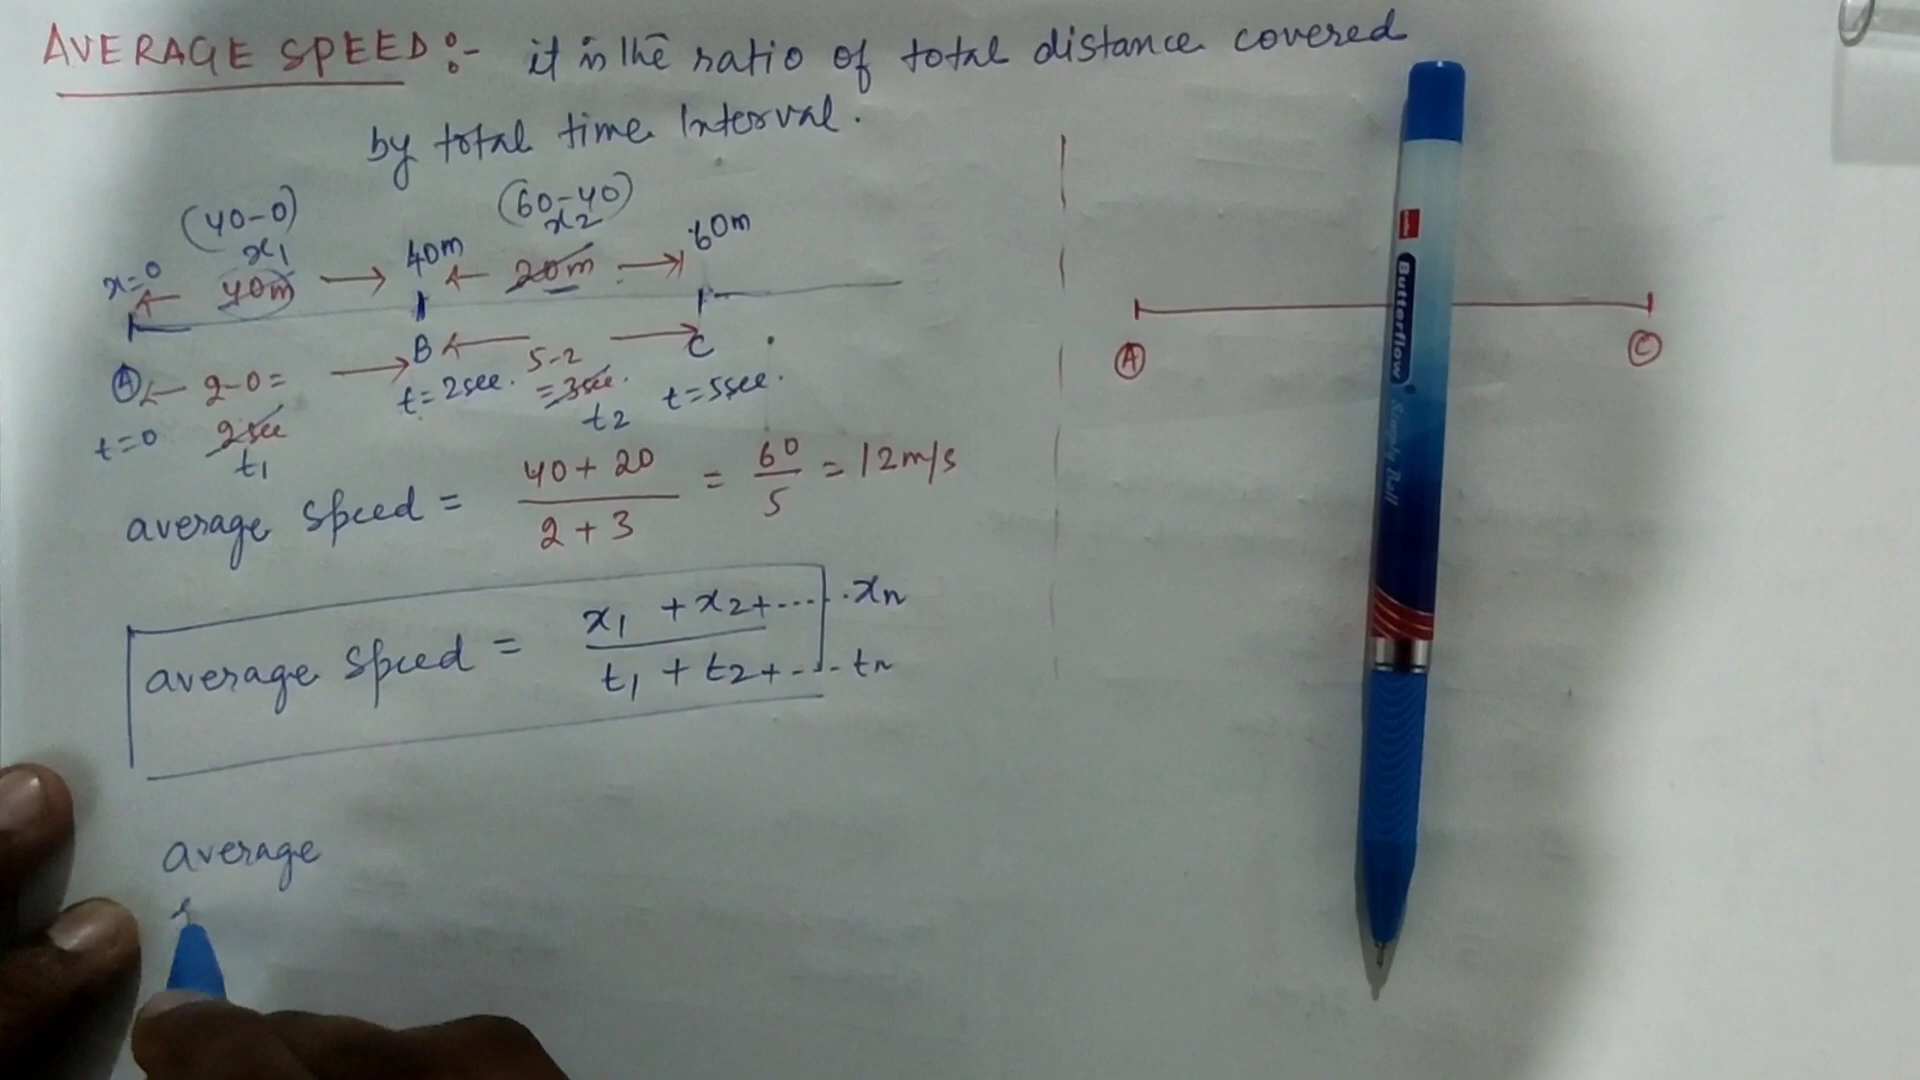 AVERAGE SPEED :- it is the ratio of total distance covered
by total time Interval.
(40-0) (60-40)
x1 x2
x=0 40m 40m 20m 60m
A B C
2-0= 5-2
t=0 2sec t=2sec. =3sec. t=5sec.
t1 t2
average speed = 40+20 / 2+3 = 60/5 = 12m/s
average speed = x1 + x2+.....xn / t1 + t2+....tn
average
A C
Butterflow
Simply Ball